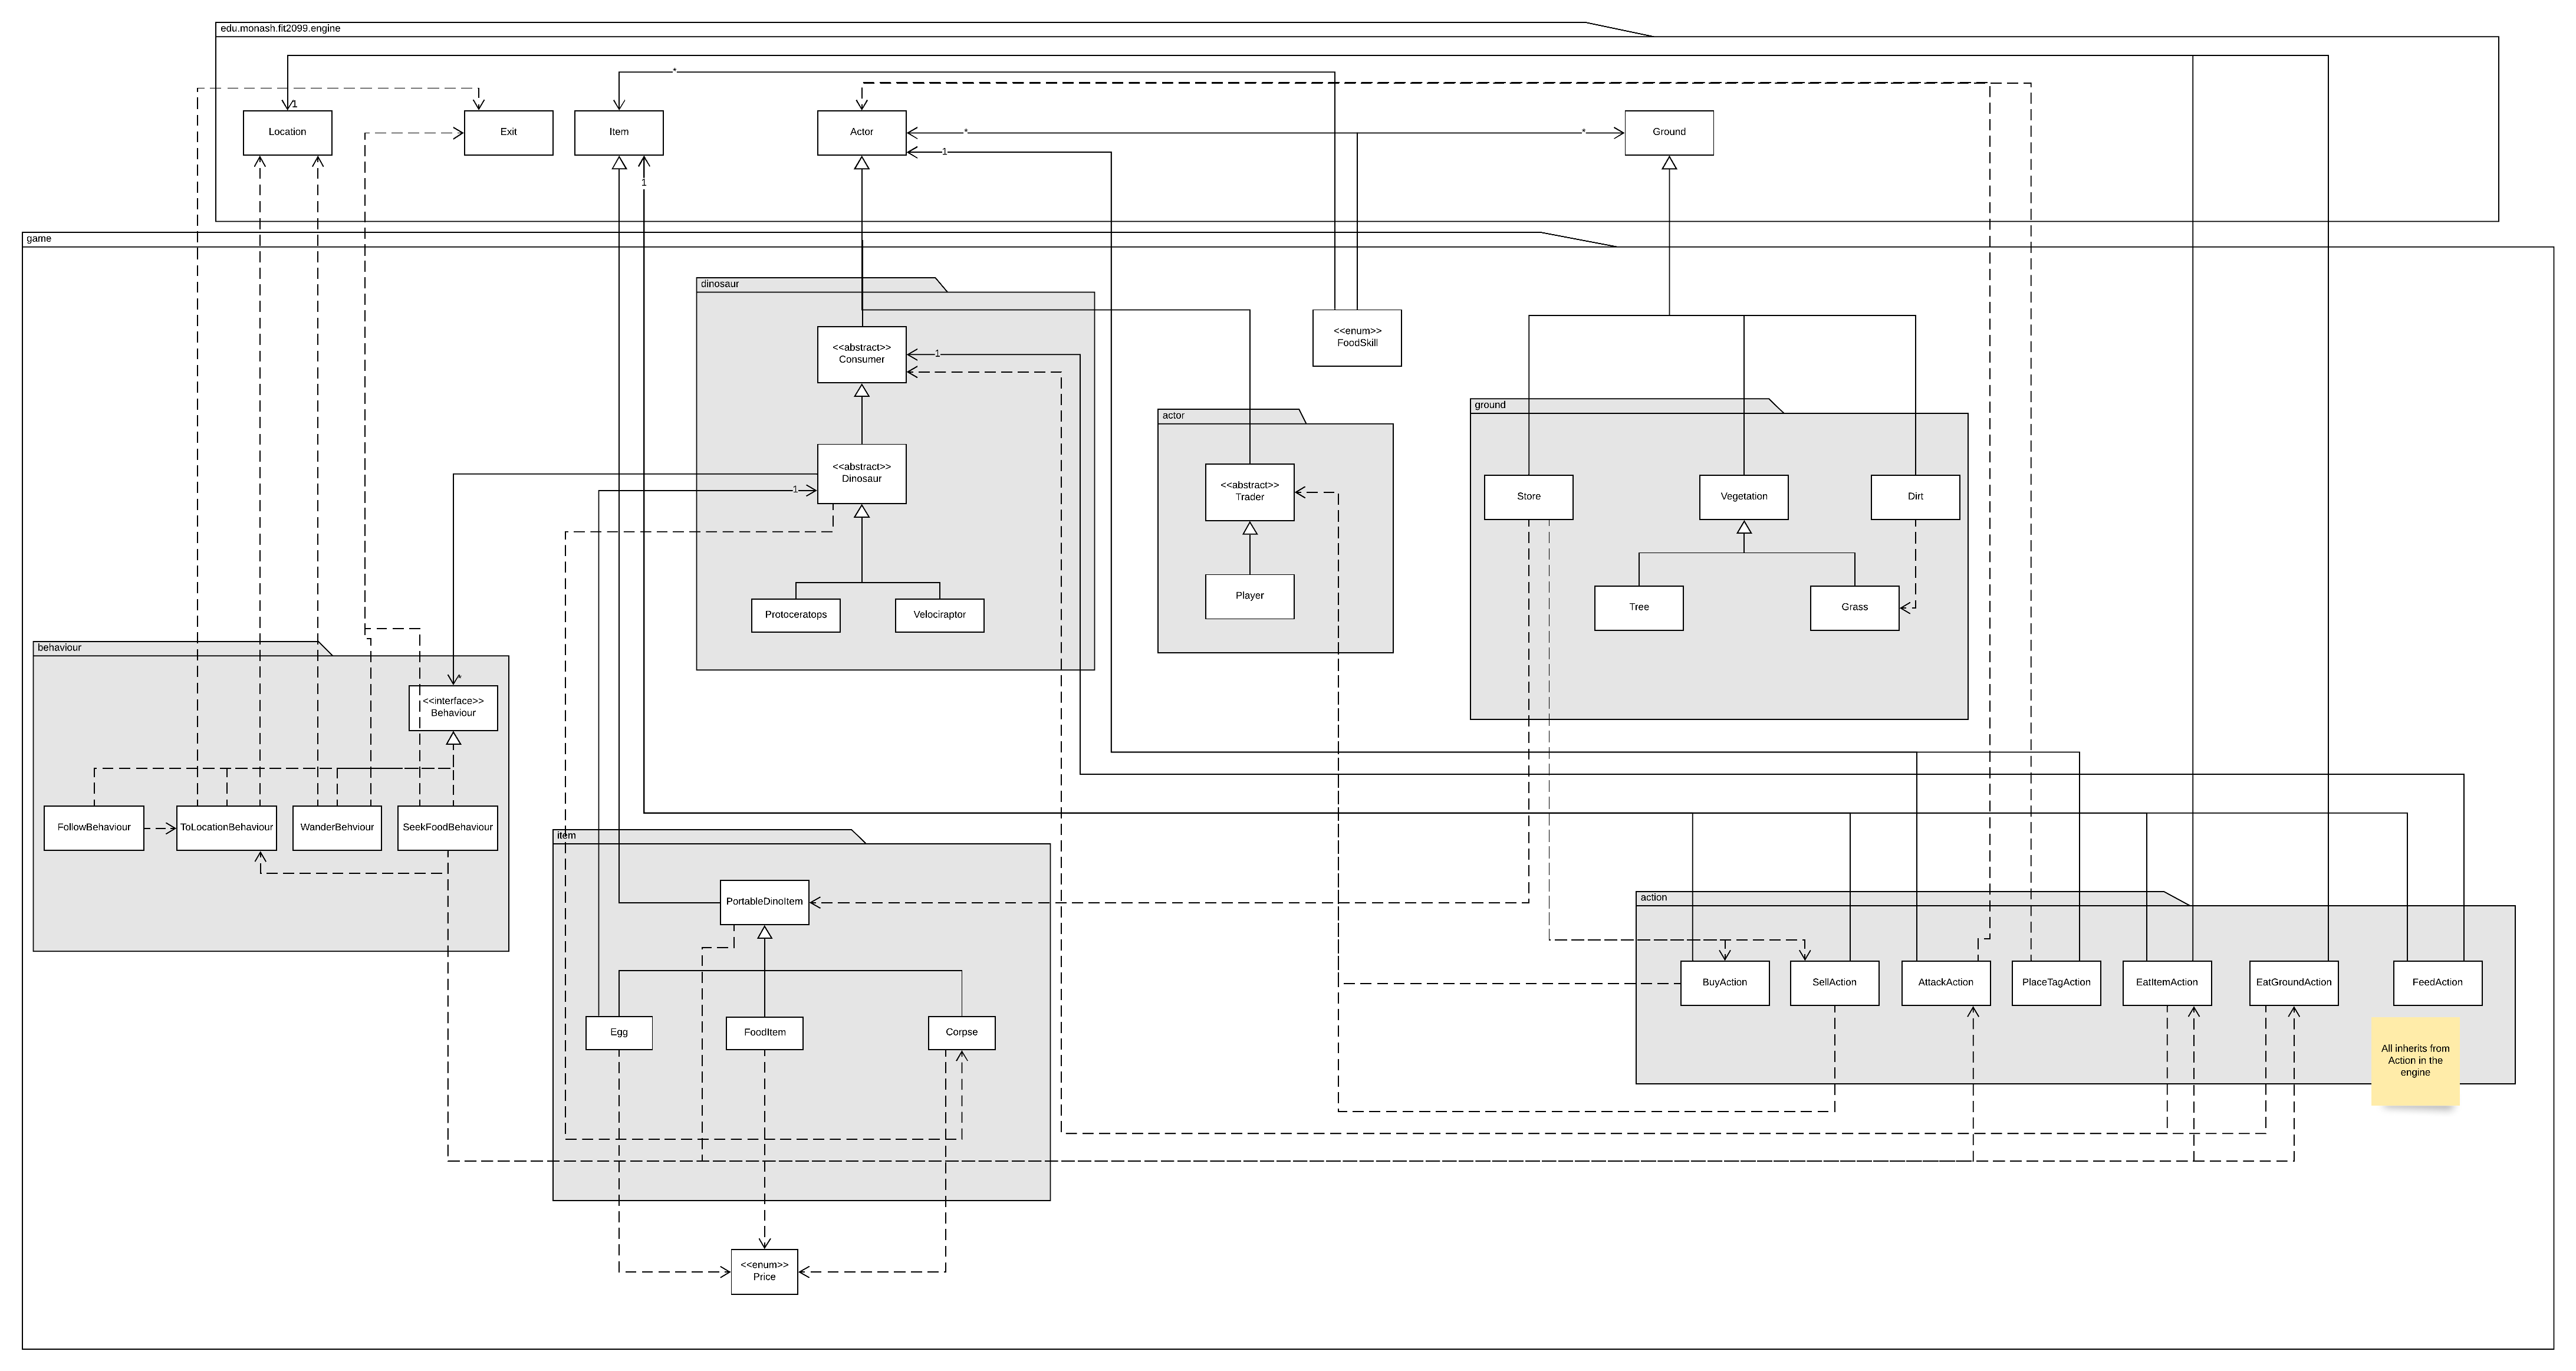 edu.monash.fit2099.engine
*
1
Location
Exit
Item
Actor
*
*
Ground
1
1
game
dinosaur
<<abstract>>
Consumer
1
<<enum>>
FoodSkill
actor
ground
<<abstract>>
Dinosaur
1
<<abstract>>
Trader
Store
Vegetation
Dirt
Protoceratops
Velociraptor
Player
Tree
Grass
behaviour
*
<<interface>>
Behaviour
FollowBehaviour
ToLocationBehaviour
WanderBehviour
SeekFoodBehaviour
item
PortableDinoItem
action
BuyAction
SellAction
AttackAction
PlaceTagAction
EatItemAction
EatGroundAction
FeedAction
Egg
FoodItem
Corpse
All inherits from
Action in the
engine
<<enum>>
Price